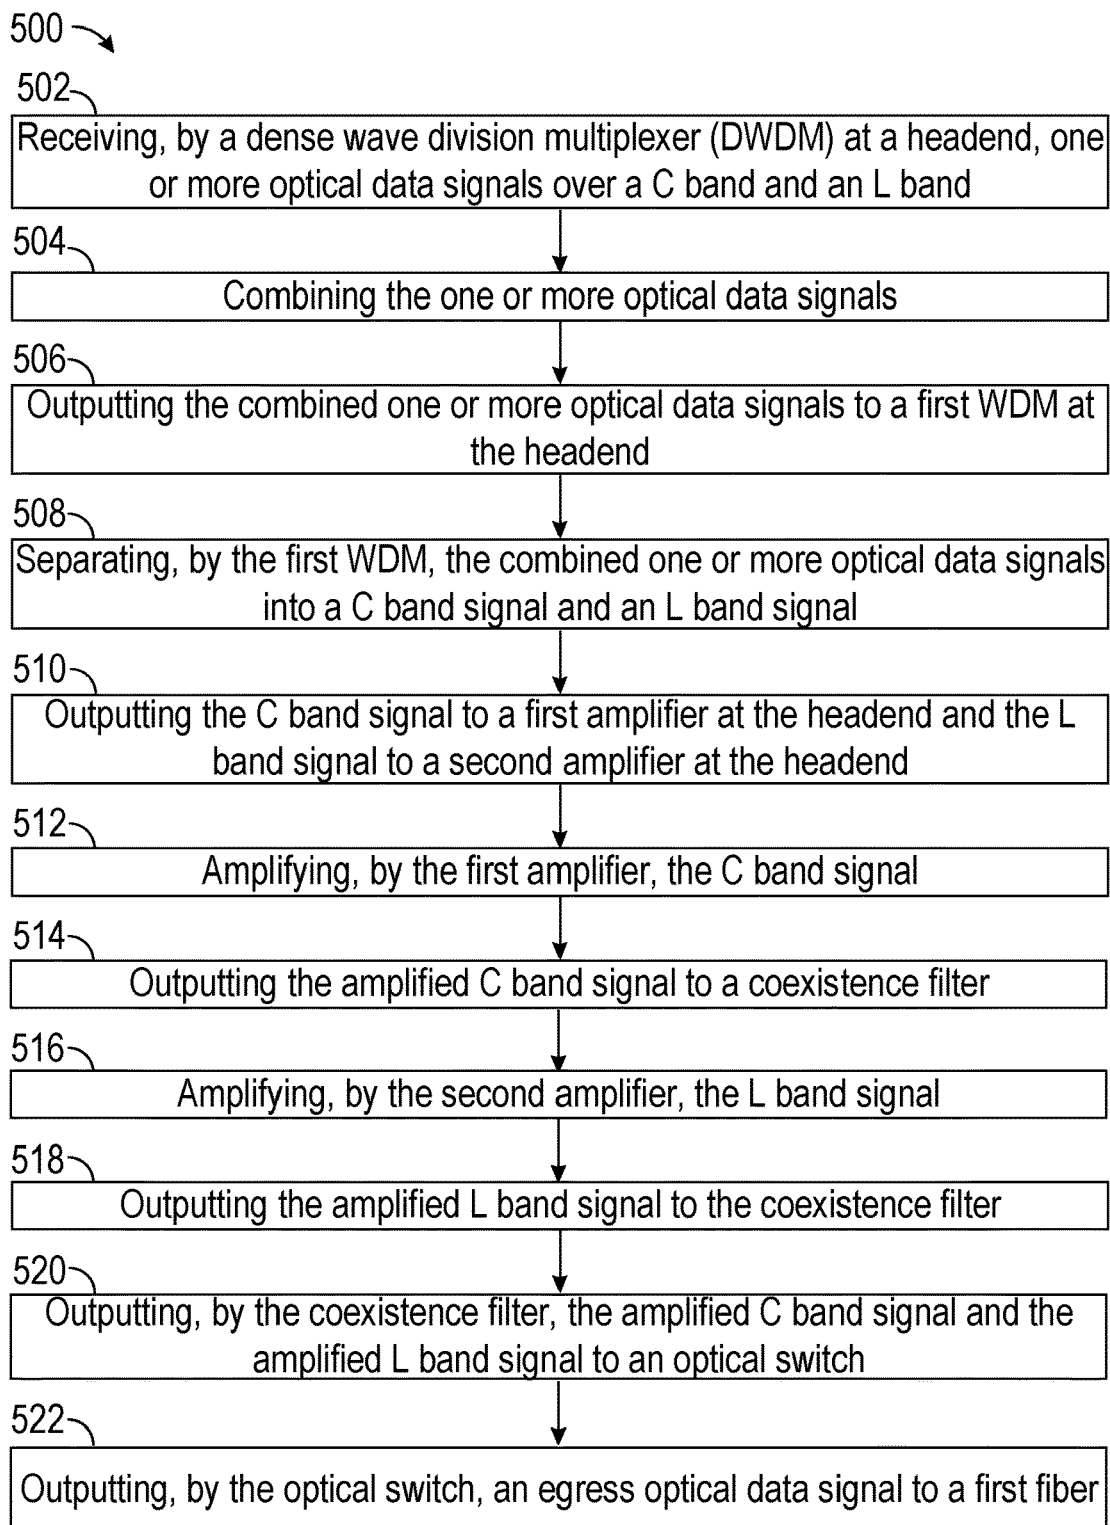 500
502
Receiving, by a dense wave division multiplexer (DWDM) at a headend, one
or more optical data signals over a C band and an L band
504
Combining the one or more optical data signals
506
Outputting the combined one or more optical data signals to a first WDM at
the headend
508
Separating, by the first WDM, the combined one or more optical data signals
into a C band signal and an L band signal
510
Outputting the C band signal to a first amplifier at the headend and the L
band signal to a second amplifier at the headend
512
Amplifying, by the first amplifier, the C band signal
514
Outputting the amplified C band signal to a coexistence filter
516
Amplifying, by the second amplifier, the L band signal
518
Outputting the amplified L band signal to the coexistence filter
520
Outputting, by the coexistence filter, the amplified C band signal and the
amplified L band signal to an optical switch
522
Outputting, by the optical switch, an egress optical data signal to a first fiber